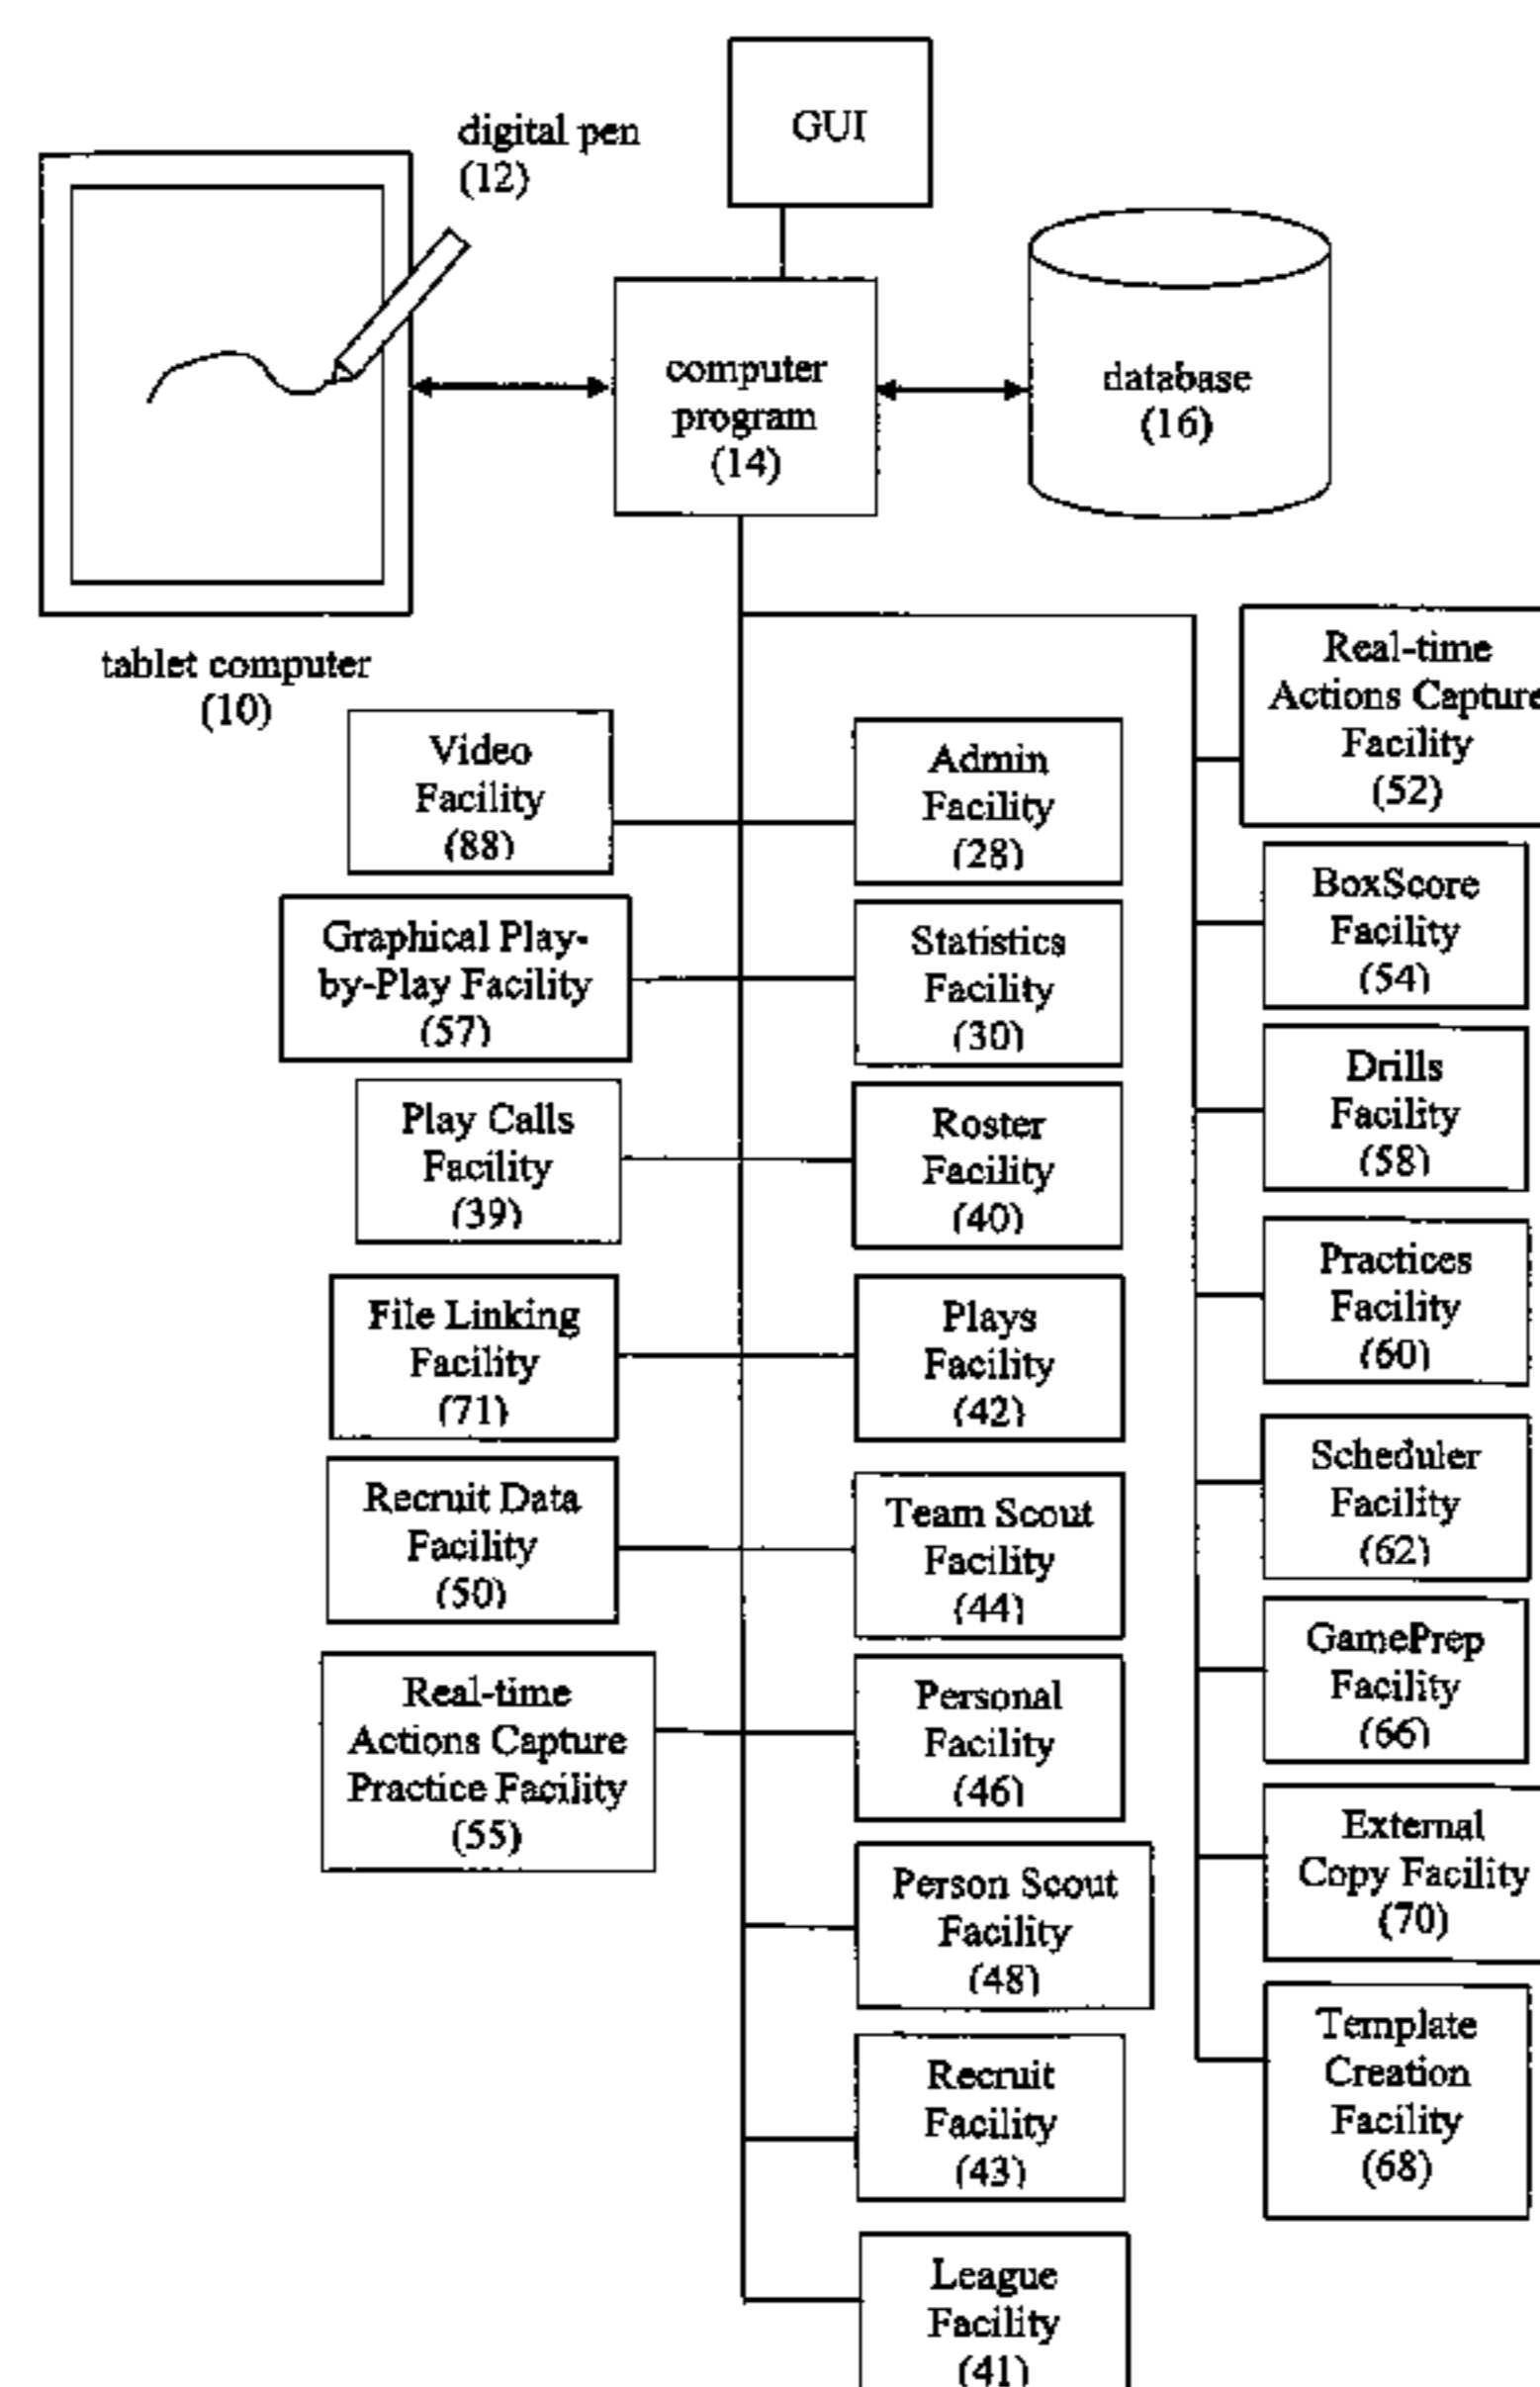 digital pen
(12)
GUI
computer
program
(14)
database
(16)
tablet computer
(10)
Video
Facility
(88)
Graphical Play-
by-Play Facility
(57)
Play Calls
Facility
(39)
File Linking
Facility
(71)
Recruit Data
Facility
(50)
Real-time
Actions Capture
Practice Facility
(55)
Admin
Facility
(28)
Statistics
Facility
(30)
Roster
Facility
(40)
Plays
Facility
(42)
Team Scout
Facility
(44)
Personal
Facility
(46)
Person Scout
Facility
(48)
Recruit
Facility
(43)
League
Facility
(41)
Real-time
Actions Capture
Facility
(52)
BoxScore
Facility
(54)
Drills
Facility
(58)
Practices
Facility
(60)
Scheduler
Facility
(62)
GamePrep
Facility
(66)
External
Copy Facility
(70)
Template
Creation
Facility
(68)